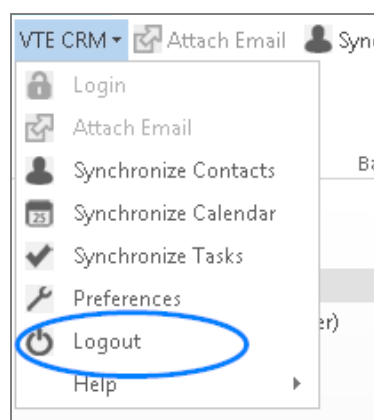 VTE CRM Attach Email Syn
Login
Attach Email
Synchronize Contacts
Ba
25
Synchronize Calendar
Synchronize Tasks
Preferences
er)
Logout
Help